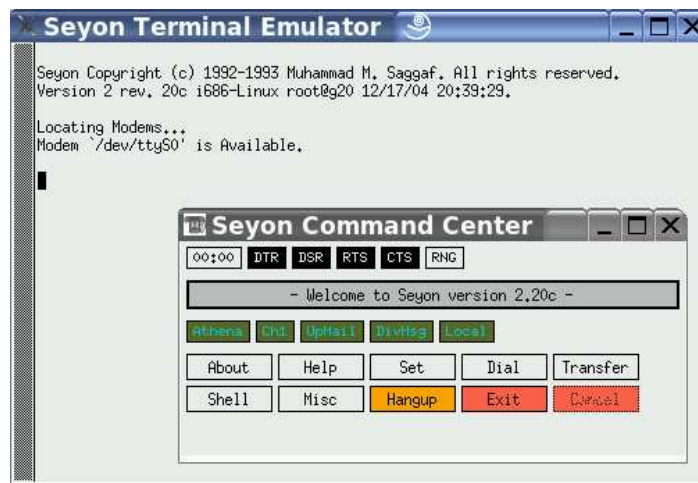 Seyon Terminal Emulator
Seyon Copyright (c) 1992-1993 Muhammad M. Saggaf. All rights reserved.
Version 2 rev. 20c i686-Linux root@g20 12/17/04 20:39:29.
Locating Modems...
Modem `/dev/ttyS0' is Available.
Seyon Command Center
00:00 DTR DSR RTS CTS RNG
- Welcome to Seyon version 2.20c -
Athena Ch1 UpMail DivMsg Local
About Help Set Dial Transfer
Shell Misc Hangup Exit Cancel